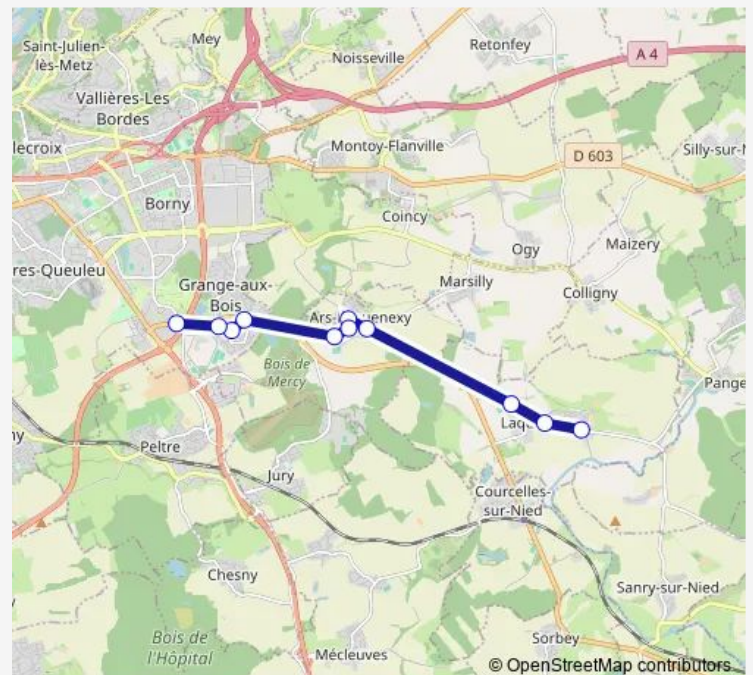 Saint-Julien-
lès-Metz
Mey
Noisseville
Retonfey
A 4
Vallières-Les
Bordes
lecroix
Montoy-Flanville
D 603
Silly-sur-N
Borny
Coincy
res-Queuleu
Ogy
Maizery
Grange-aux-
Bois
Marsilly
Colligny
Bois de
Mercy
Pange
Peltre
Jury
Courcelles-
sur-Nied
Chesny
Sanry-sur-Nied
Bois de
l'Hôpital
Mécleuves
Sorbey
© OpenStreetMap contributors